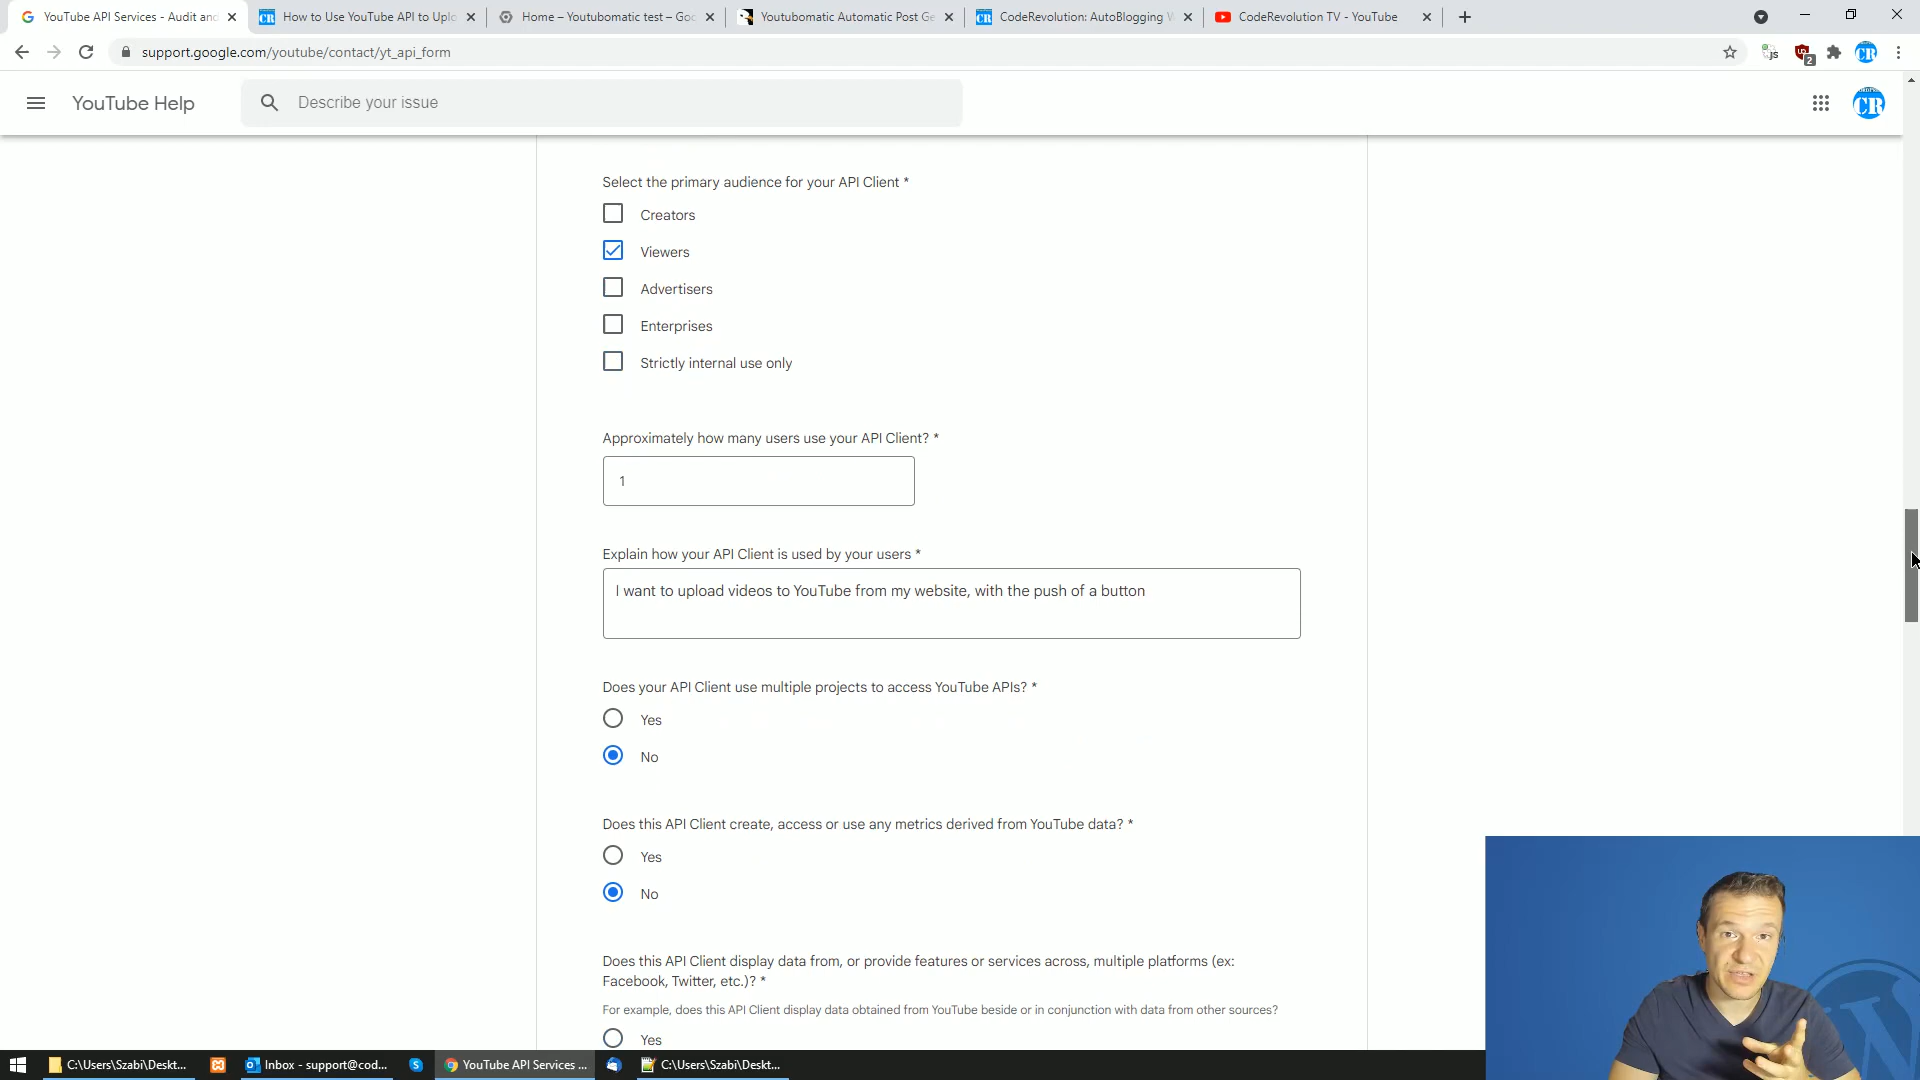 YouTube API Services - Audit and
How to Use YouTube API to Uplo
Home – Youtubomatic test – Goo
Youtubomatic Automatic Post Ge
CodeRevolution: AutoBlogging W
CodeRevolution TV - YouTube
support.google.com/youtube/contact/yt_api_form
YouTube Help
Describe your issue
Select the primary audience for your API Client *
Creators
Viewers
Advertisers
Enterprises
Strictly internal use only
Approximately how many users use your API Client? *
1
Explain how your API Client is used by your users *
I want to upload videos to YouTube from my website, with the push of a button
Does your API Client use multiple projects to access YouTube APIs? *
Yes
No
Does this API Client create, access or use any metrics derived from YouTube data? *
Yes
No
Does this API Client display data from, or provide features or services across, multiple platforms (ex:
Facebook, Twitter, etc.)? *
For example, does this API Client display data obtained from YouTube beside or in conjunction with data from other sources?
Yes
C:\Users\Szabi\Deskt...
Inbox - support@cod...
YouTube API Services ...
C:\Users\Szabi\Deskt...